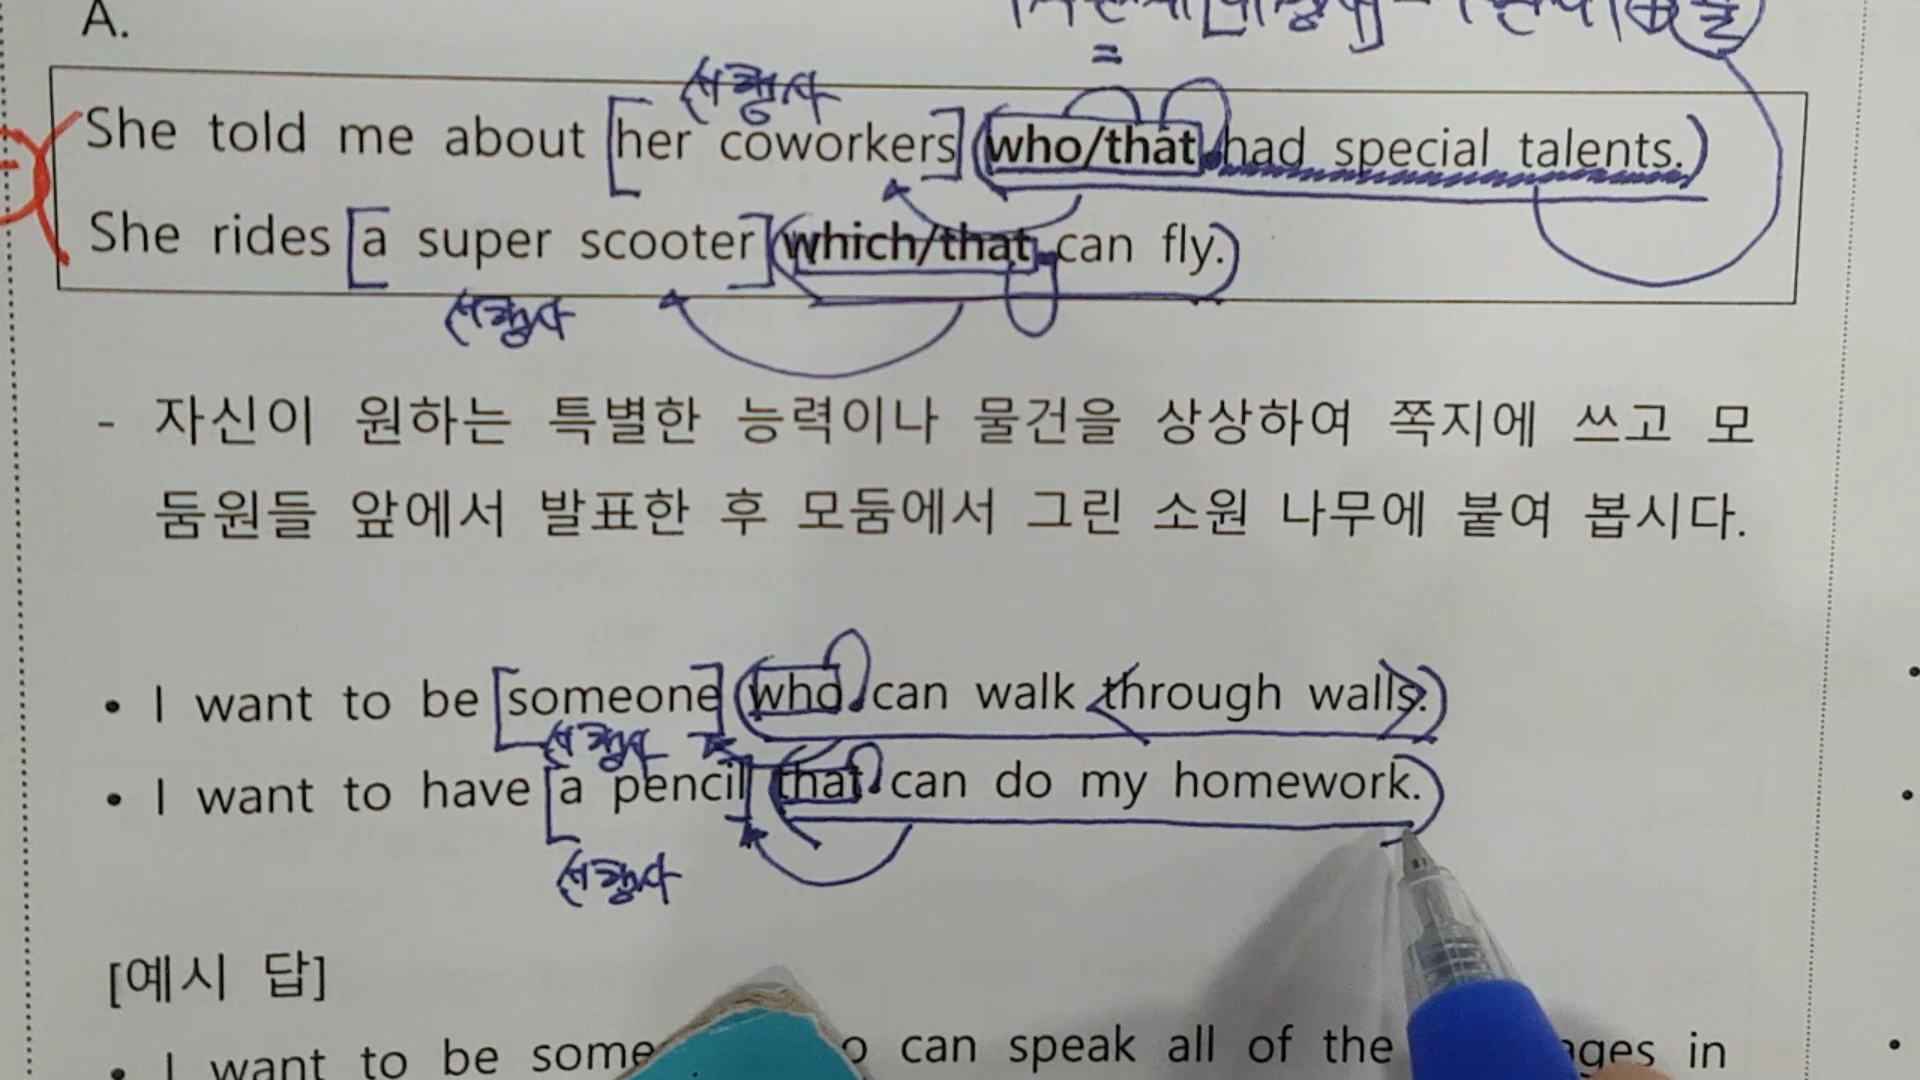 A.
=
선행사
She told me about [her coworkers] (who/that had special talents.)
She rides [a super scooter] (which/that can fly.)
선행사
- 자신이 원하는 특별한 능력이나 물건을 상상하여 쪽지에 쓰고 모
둠원들 앞에서 발표한 후 모둠에서 그린 소원 나무에 붙여 봅시다.
• I want to be [someone] (who can walk <through walls.>)
선행사
• I want to have [a pencil] (that can do my homework.)
선행사
[예시 답]
• I want to be can speak all of the in